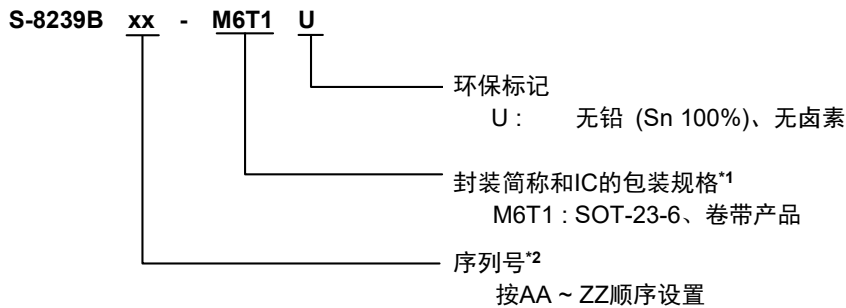 S-8239B xx - M6T1 U
环保标记
U : 无铅 (Sn 100%)、无卤素
封装简称和IC的包装规格*1
M6T1 : SOT-23-6、卷带产品
序列号*2
按AA ~ ZZ顺序设置